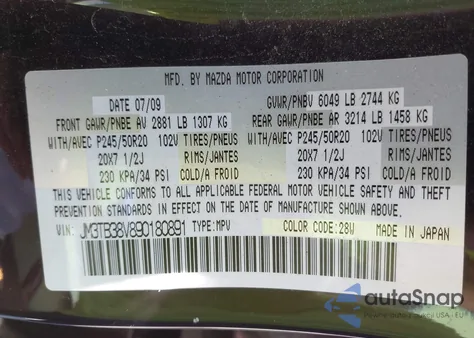 MFD. BY MAZDA MOTOR CORPORATION
DATE 07/09 GVWR/PNBV 6049 LB 2744 KG
FRONT GAWR/PNBE AV 2881 LB 1307 KG REAR GAWR/PNBE AR 3214 LB 1458 KG
WITH/AVEC P245/50R20 102V TIRES/PNEUS WITH/AVEC P245/50R20 102V TIRES/PNEUS
20X7 1/2J RIMS/JANTES 20X7 1/2J RIMS/JANTES
230 KPA/34 PSI COLD/A FROID 230 KPA/34 PSI COLD/A FROID
THIS VEHICLE CONFORMS TO ALL APPLICABLE FEDERAL MOTOR VEHICLE SAFETY AND THEFT
PREVENTION STANDARDS IN EFFECT ON THE DATE OF MANUFACTURE SHOWN ABOVE.
VIN: JM3TB38V890180891 TYPE:MPV COLOR CODE:28W MADE IN JAPAN
autoSnap